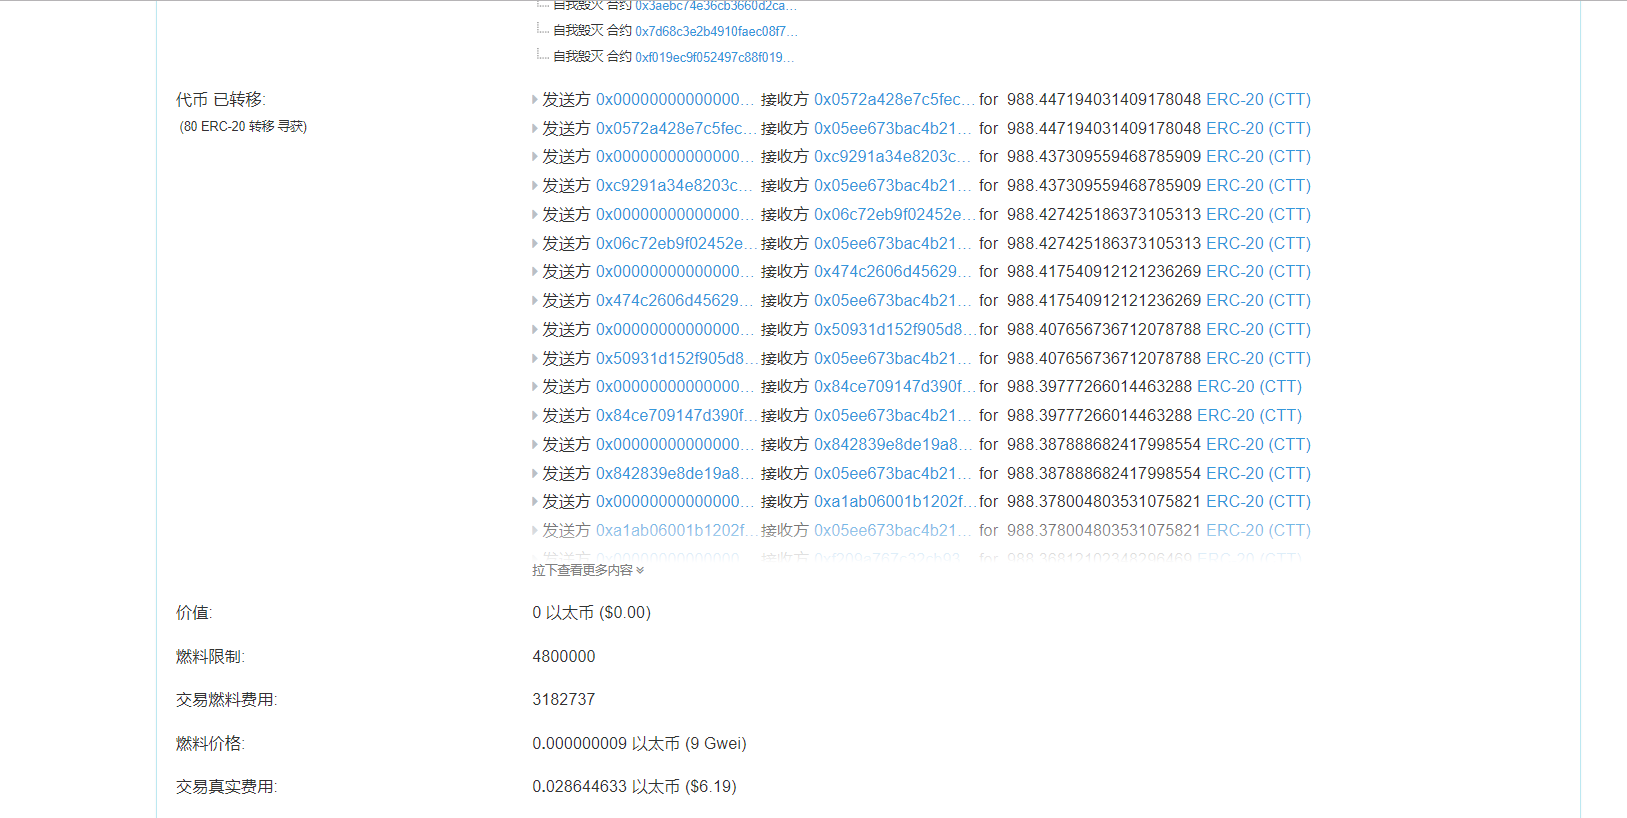 自我毁灭 合约 0x3aebc74e36cb3660d2ca...
自我毁灭 合约 0x7d68c3e2b4910faec08f7...
自我毁灭 合约 0xf019ec9f052497c88f019...
代币 已转移:
(80 ERC-20 转移 寻获)
发送方 0x00000000000000... 接收方 0x0572a428e7c5fec... for 988.447194031409178048 ERC-20 (CTT)
发送方 0x0572a428e7c5fec... 接收方 0x05ee673bac4b21... for 988.447194031409178048 ERC-20 (CTT)
发送方 0x00000000000000... 接收方 0xc9291a34e8203c... for 988.437309559468785909 ERC-20 (CTT)
发送方 0xc9291a34e8203c... 接收方 0x05ee673bac4b21... for 988.437309559468785909 ERC-20 (CTT)
发送方 0x00000000000000... 接收方 0x06c72eb9f02452e... for 988.427425186373105313 ERC-20 (CTT)
发送方 0x06c72eb9f02452e... 接收方 0x05ee673bac4b21... for 988.427425186373105313 ERC-20 (CTT)
发送方 0x00000000000000... 接收方 0x474c2606d45629... for 988.417540912121236269 ERC-20 (CTT)
发送方 0x474c2606d45629... 接收方 0x05ee673bac4b21... for 988.417540912121236269 ERC-20 (CTT)
发送方 0x00000000000000... 接收方 0x50931d152f905d8... for 988.407656736712078788 ERC-20 (CTT)
发送方 0x50931d152f905d8... 接收方 0x05ee673bac4b21... for 988.407656736712078788 ERC-20 (CTT)
发送方 0x00000000000000... 接收方 0x84ce709147d390f... for 988.39777266014463288 ERC-20 (CTT)
发送方 0x84ce709147d390f... 接收方 0x05ee673bac4b21... for 988.39777266014463288 ERC-20 (CTT)
发送方 0x00000000000000... 接收方 0x842839e8de19a8... for 988.387888682417998554 ERC-20 (CTT)
发送方 0x842839e8de19a8... 接收方 0x05ee673bac4b21... for 988.387888682417998554 ERC-20 (CTT)
发送方 0x00000000000000... 接收方 0xa1ab06001b1202f... for 988.378004803531075821 ERC-20 (CTT)
发送方 0xa1ab06001b1202f... 接收方 0x05ee673bac4b21... for 988.378004803531075821 ERC-20 (CTT)
发送方 0x00000000000000... 接收方 for ERC-20 (CTT)
拉下查看更多内容
价值: 0 以太币 ($0.00)
燃料限制: 4800000
交易燃料费用: 3182737
燃料价格: 0.000000009 以太币 (9 Gwei)
交易真实费用: 0.028644633 以太币 ($6.19)